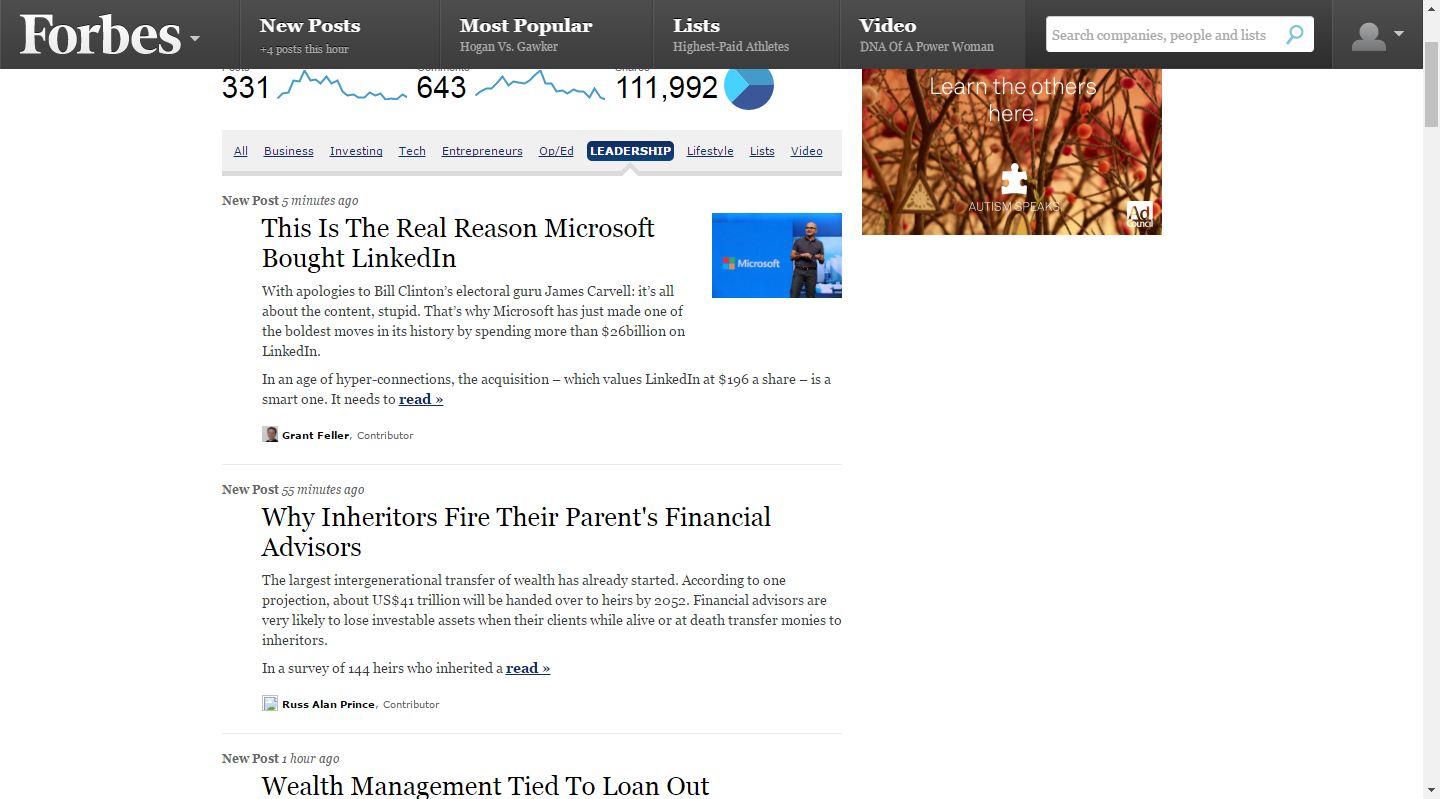 Forbes
New Posts
+4 posts this hour
Most Popular
Hogan Vs. Gawker
Lists
Highest-Paid Athletes
Video
DNA Of A Power Woman
Search companies, people and lists
331
643
111,992
Learn the others
here.
AUTISM SPEAKS
Ad
Council
All Business Investing Tech Entrepreneurs Op/Ed LEADERSHIP Lifestyle Lists Video
New Post 5 minutes ago
This Is The Real Reason Microsoft
Bought LinkedIn
Microsoft
With apologies to Bill Clinton’s electoral guru James Carvell: it’s all
about the content, stupid. That’s why Microsoft has just made one of
the boldest moves in its history by spending more than $26billion on
LinkedIn.
In an age of hyper-connections, the acquisition – which values LinkedIn at $196 a share – is a
smart one. It needs to read »
Grant Feller, Contributor
New Post 55 minutes ago
Why Inheritors Fire Their Parent's Financial
Advisors
The largest intergenerational transfer of wealth has already started. According to one
projection, about US$41 trillion will be handed over to heirs by 2052. Financial advisors are
very likely to lose investable assets when their clients while alive or at death transfer monies to
inheritors.
In a survey of 144 heirs who inherited a read »
Russ Alan Prince, Contributor
New Post 1 hour ago
Wealth Management Tied To Loan Out